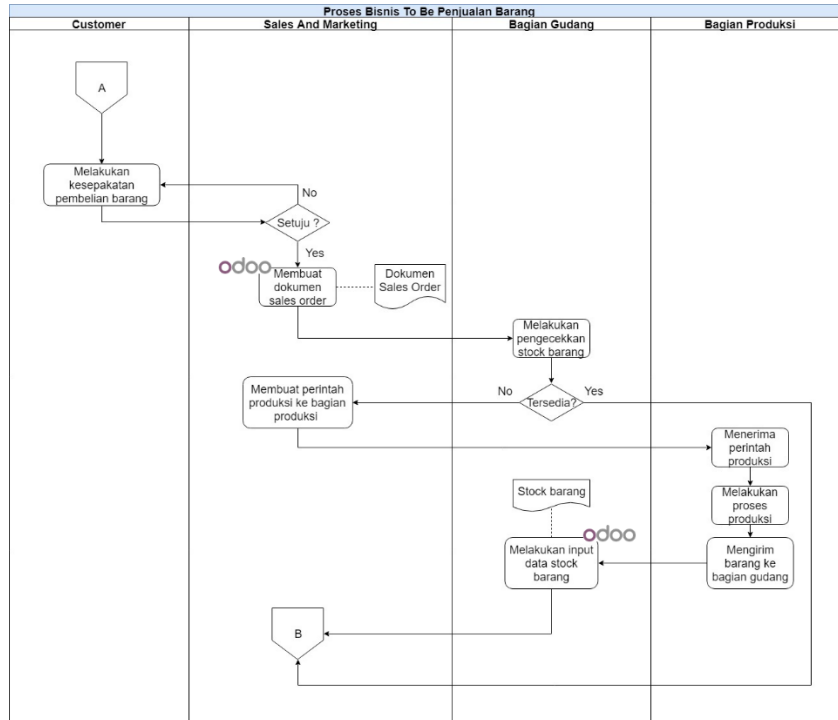 Proses Bisnis To Be Penjualan Barang
Customer
Sales And Marketing
Bagian Gudang
Bagian Produksi
A
Melakukan
kesepakatan
pembelian barang
No
Setuju ?
Yes
odoo
Membuat
dokumen
sales order
Dokumen
Sales Order
Melakukan
pengecekkan
stock barang
No
Tersedia?
Yes
Membuat perintah
produksi ke bagian
produksi
Menerima
perintah
produksi
Melakukan
proses
produksi
Stock barang
odoo
Melakukan input
data stock
barang
Mengirim
barang ke
bagian gudang
B